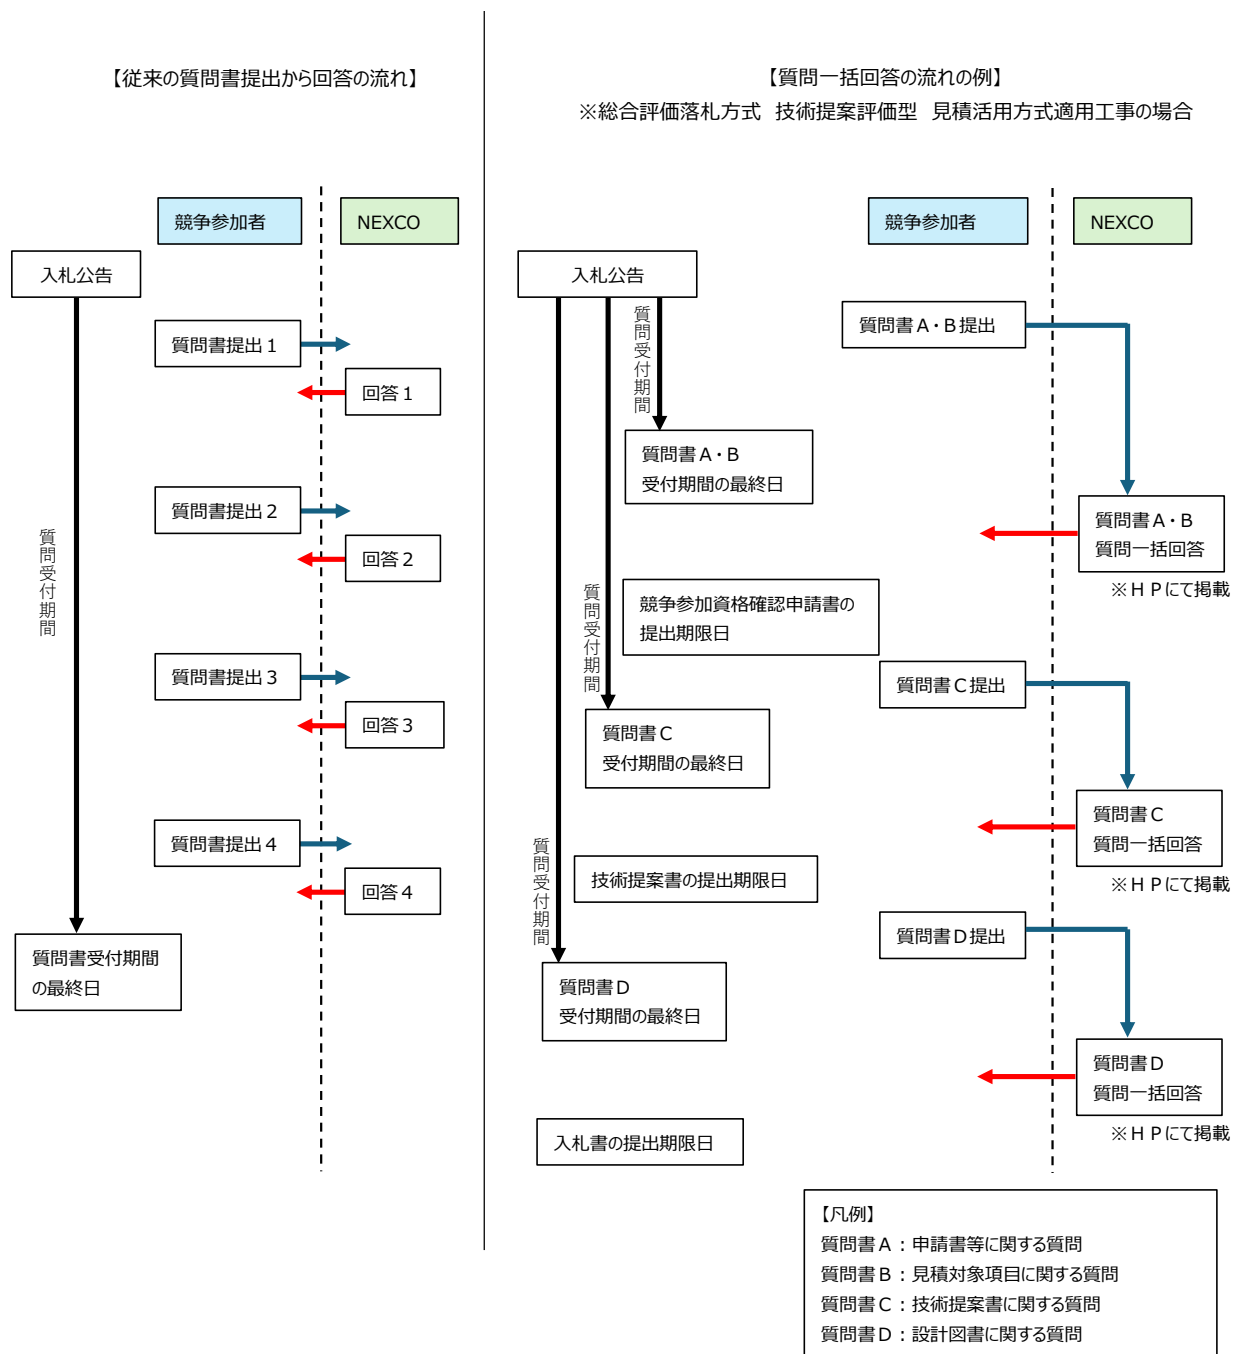 【従来の質問書提出から回答の流れ】
競争参加者
NEXCO
入札公告
質問書提出１
回答１
質問書提出２
回答２
質問受付期間
質問書提出３
回答３
質問書提出４
回答４
質問書受付期間
の最終日
【質問一括回答の流れの例】
※総合評価落札方式 技術提案評価型 見積活用方式適用工事の場合
競争参加者
NEXCO
入札公告
質問受付期間
質問書Ａ・Ｂ提出
質問書Ａ・Ｂ
受付期間の最終日
質問書Ａ・Ｂ
質問一括回答
※ＨＰにて掲載
質問受付期間
競争参加資格確認申請書の
提出期限日
質問書Ｃ提出
質問書Ｃ
受付期間の最終日
質問書Ｃ
質問一括回答
※ＨＰにて掲載
質問受付期間
技術提案書の提出期限日
質問書Ｄ提出
質問書Ｄ
受付期間の最終日
質問書Ｄ
質問一括回答
※ＨＰにて掲載
入札書の提出期限日
【凡例】
質問書Ａ：申請書等に関する質問
質問書Ｂ：見積対象項目に関する質問
質問書Ｃ：技術提案書に関する質問
質問書Ｄ：設計図書に関する質問